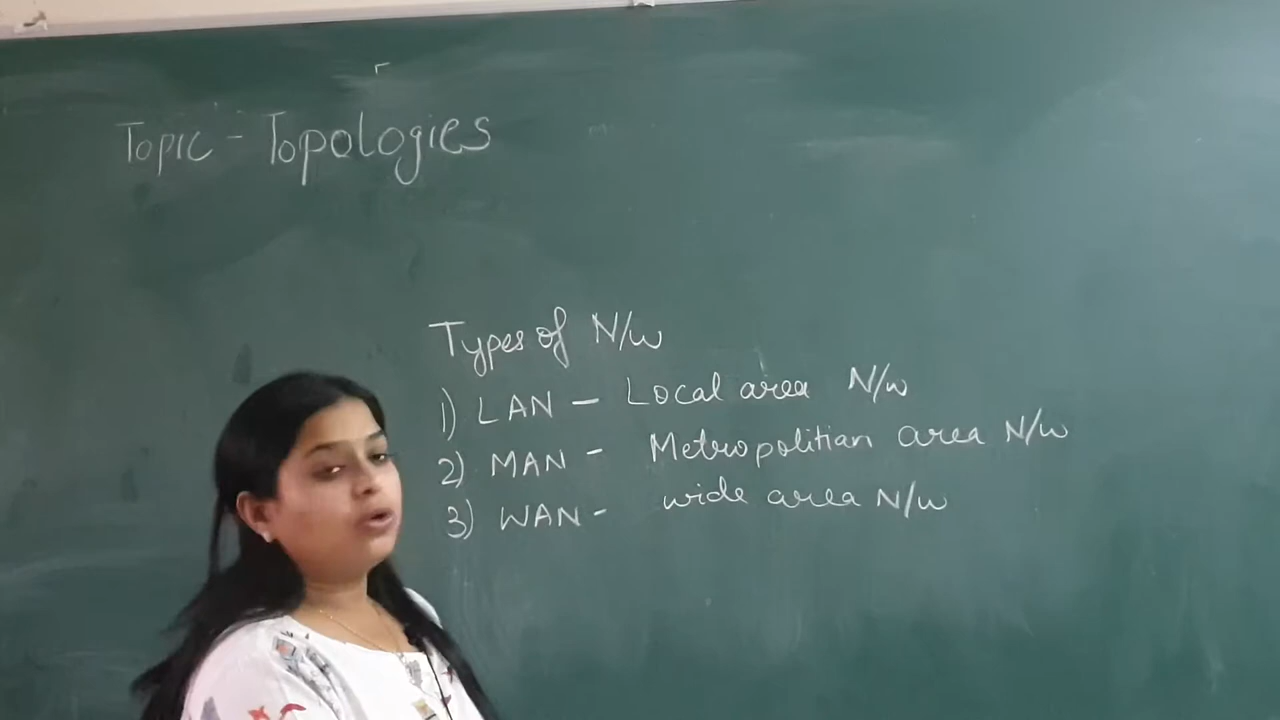 Topic - Topologies
Types of N/w
1) LAN - Local area N/w
2) MAN - Metropolitian area N/w
3) WAN - wide area N/w